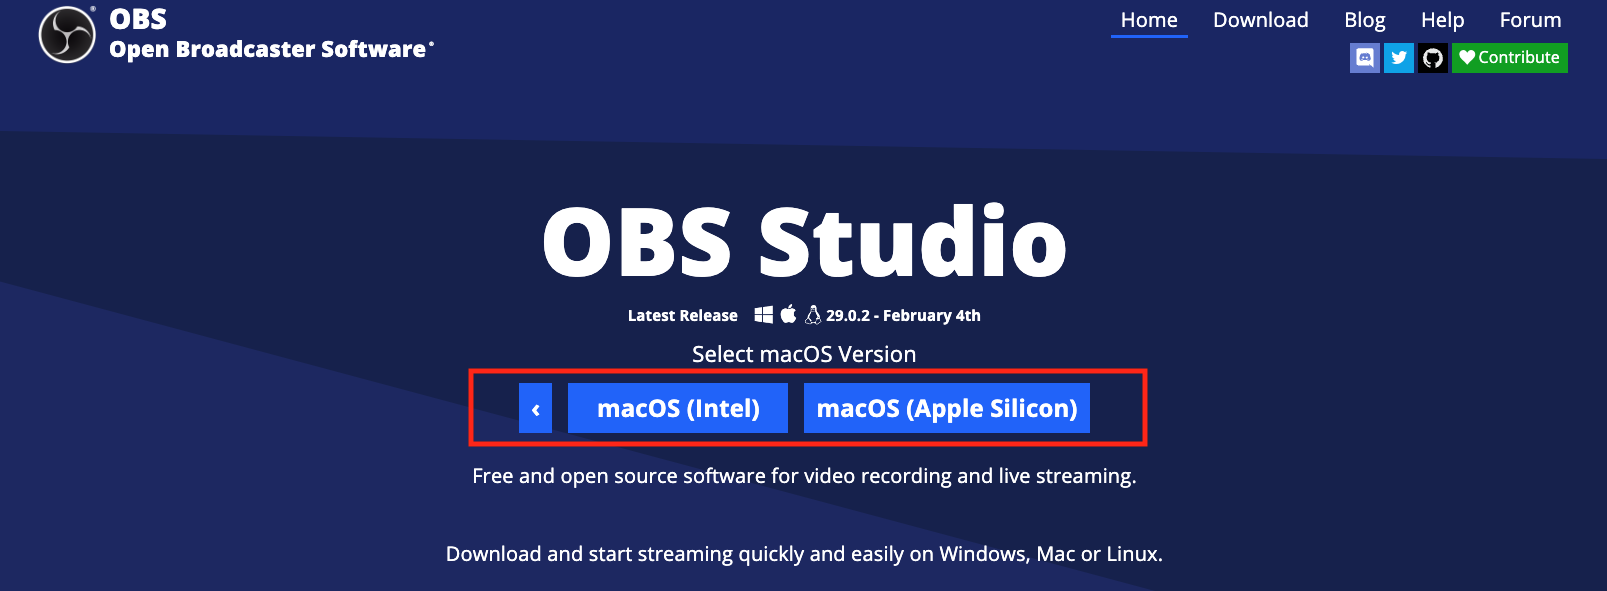 OBS
Open Broadcaster Software®
Home Download Blog Help Forum
Contribute
OBS Studio
Latest Release 29.0.2 - February 4th
Select macOS Version
‹ macOS (Intel) macOS (Apple Silicon)
Free and open source software for video recording and live streaming.
Download and start streaming quickly and easily on Windows, Mac or Linux.